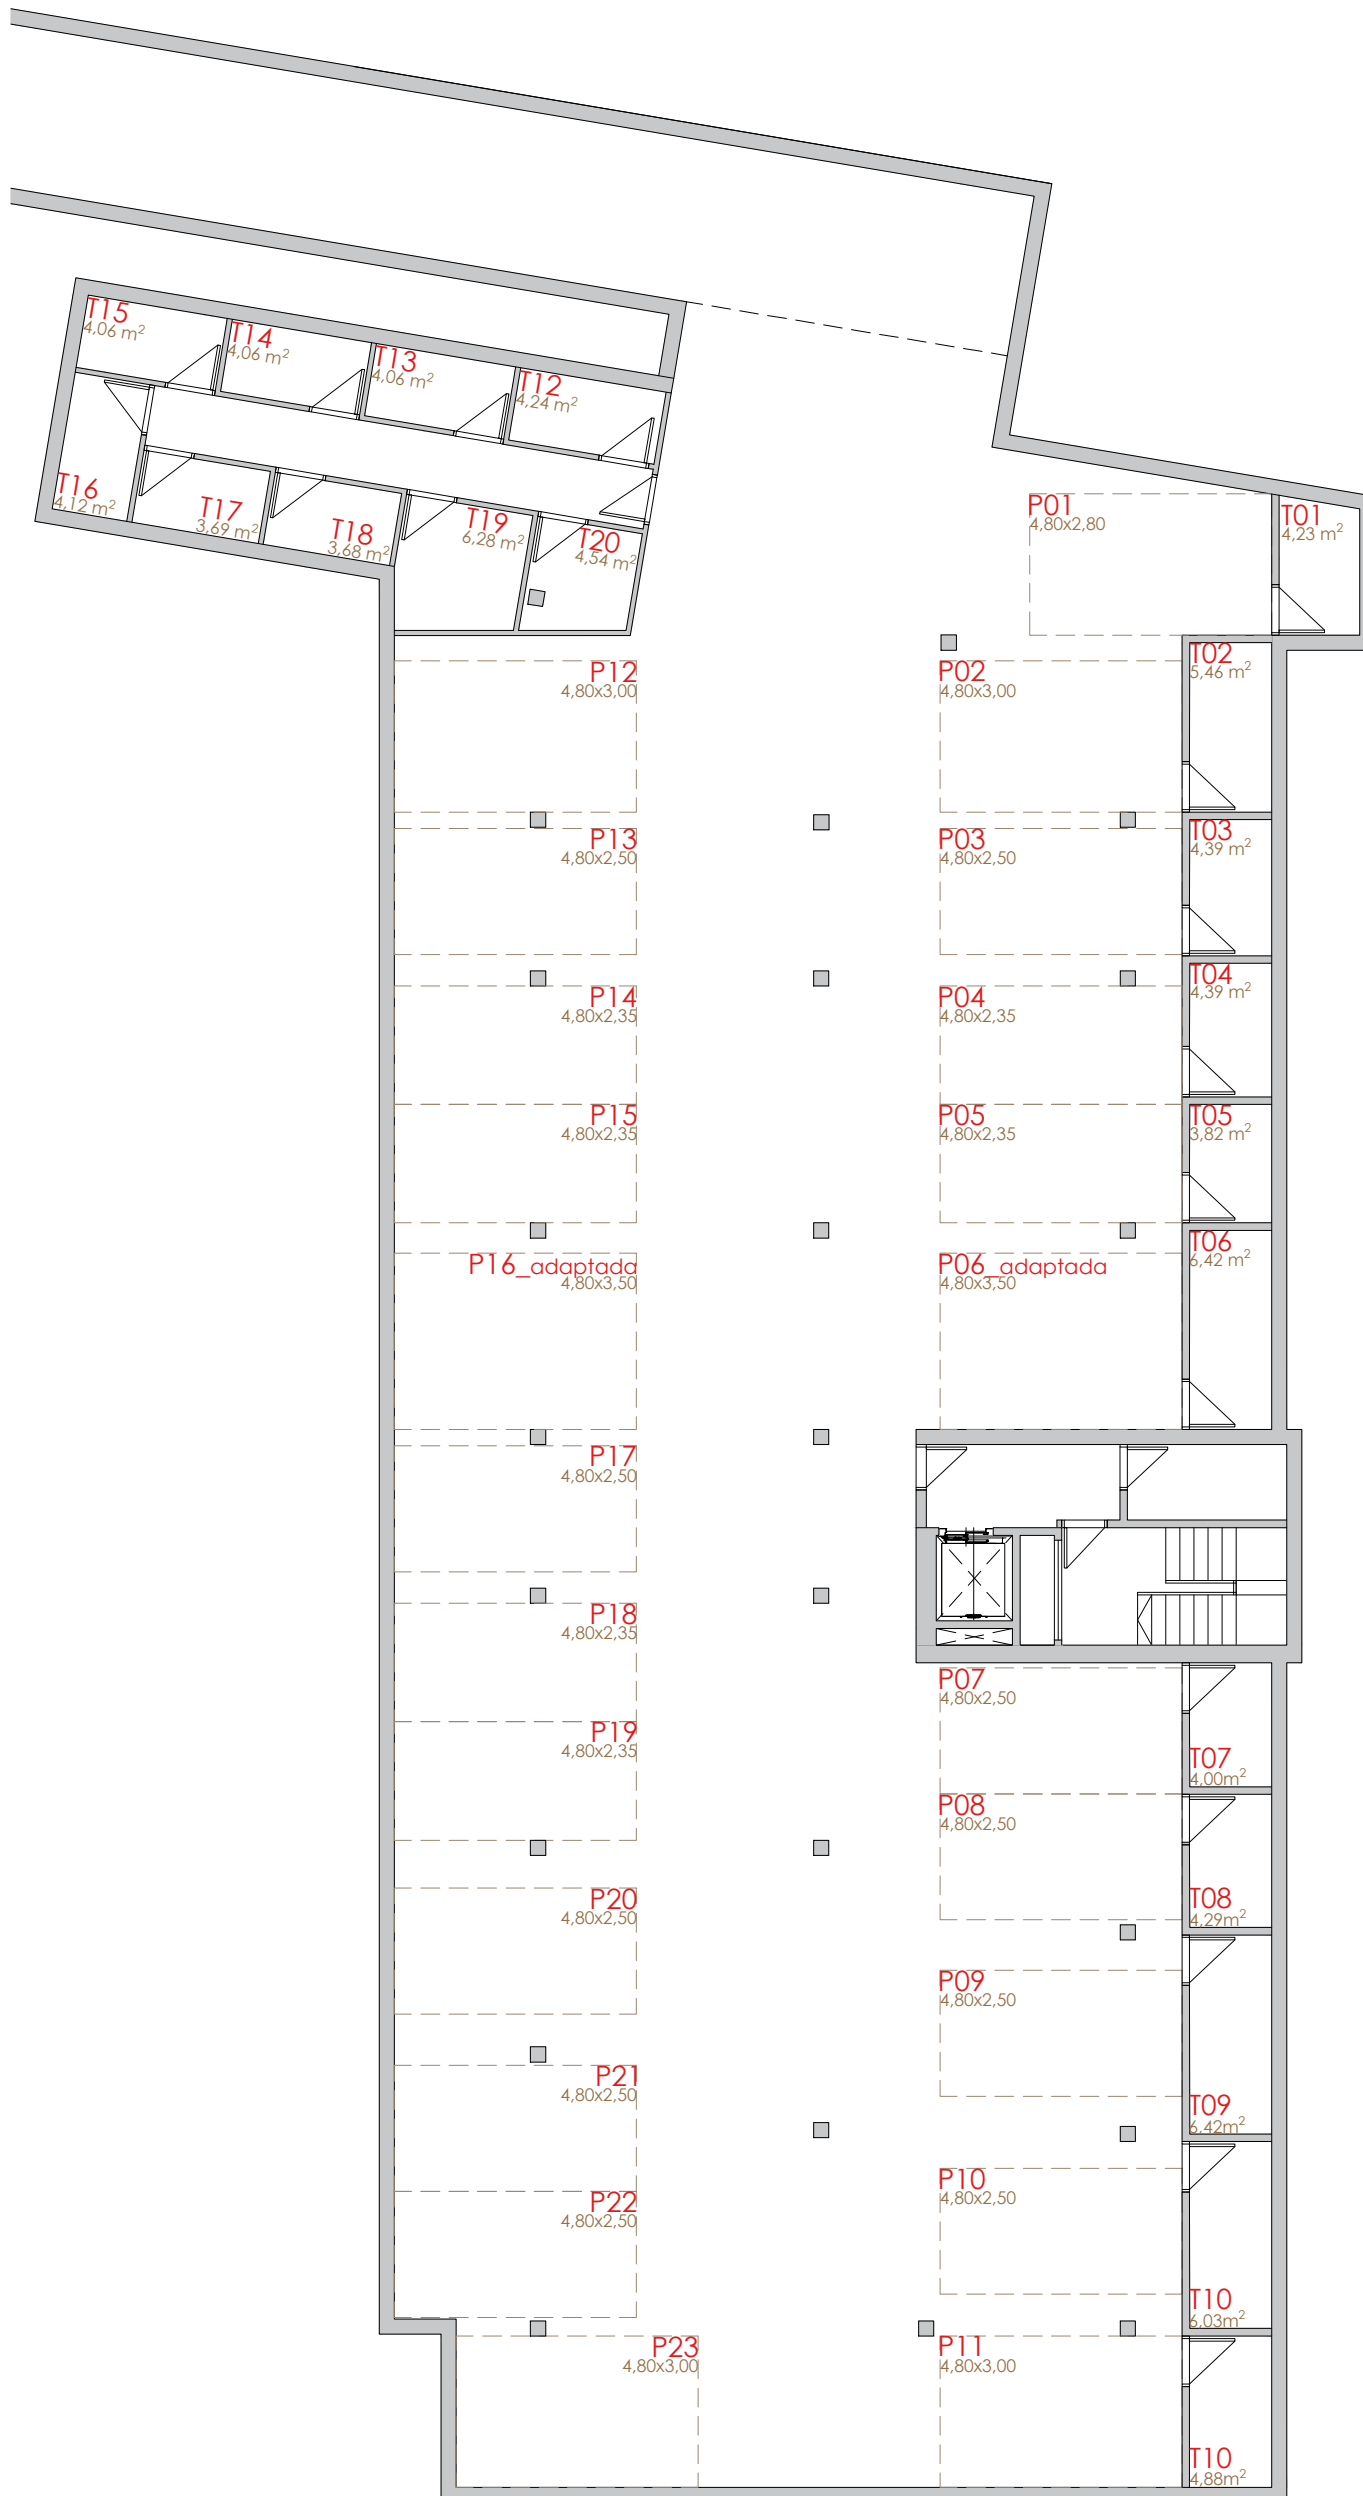 T15
4,06 m²
T14
4,06 m²
T13
4,06 m²
T12
4,24 m²
T16
4,12 m²
T17
3,69 m²
T18
3,68 m²
T19
6,28 m²
T20
4,54 m²
P01
4,80x2,80
T01
4,23 m²
P12
4,80x3,00
P02
4,80x3,00
T02
5,46 m²
P13
4,80x2,50
P03
4,80x2,50
T03
4,39 m²
P14
4,80x2,35
P04
4,80x2,35
T04
4,39 m²
P15
4,80x2,35
P05
4,80x2,35
T05
3,82 m²
P16_adaptada
4,80x3,50
P06_adaptada
4,80x3,50
T06
6,42 m²
P17
4,80x2,50
P18
4,80x2,35
P19
4,80x2,35
P07
4,80x2,50
T07
4,00m²
P08
4,80x2,50
T08
4,29m²
P20
4,80x2,50
P09
4,80x2,50
P21
4,80x2,50
T09
6,42m²
P22
4,80x2,50
P10
4,80x2,50
T10
6,03m²
P23
4,80x3,00
P11
4,80x3,00
T10
4,88m²